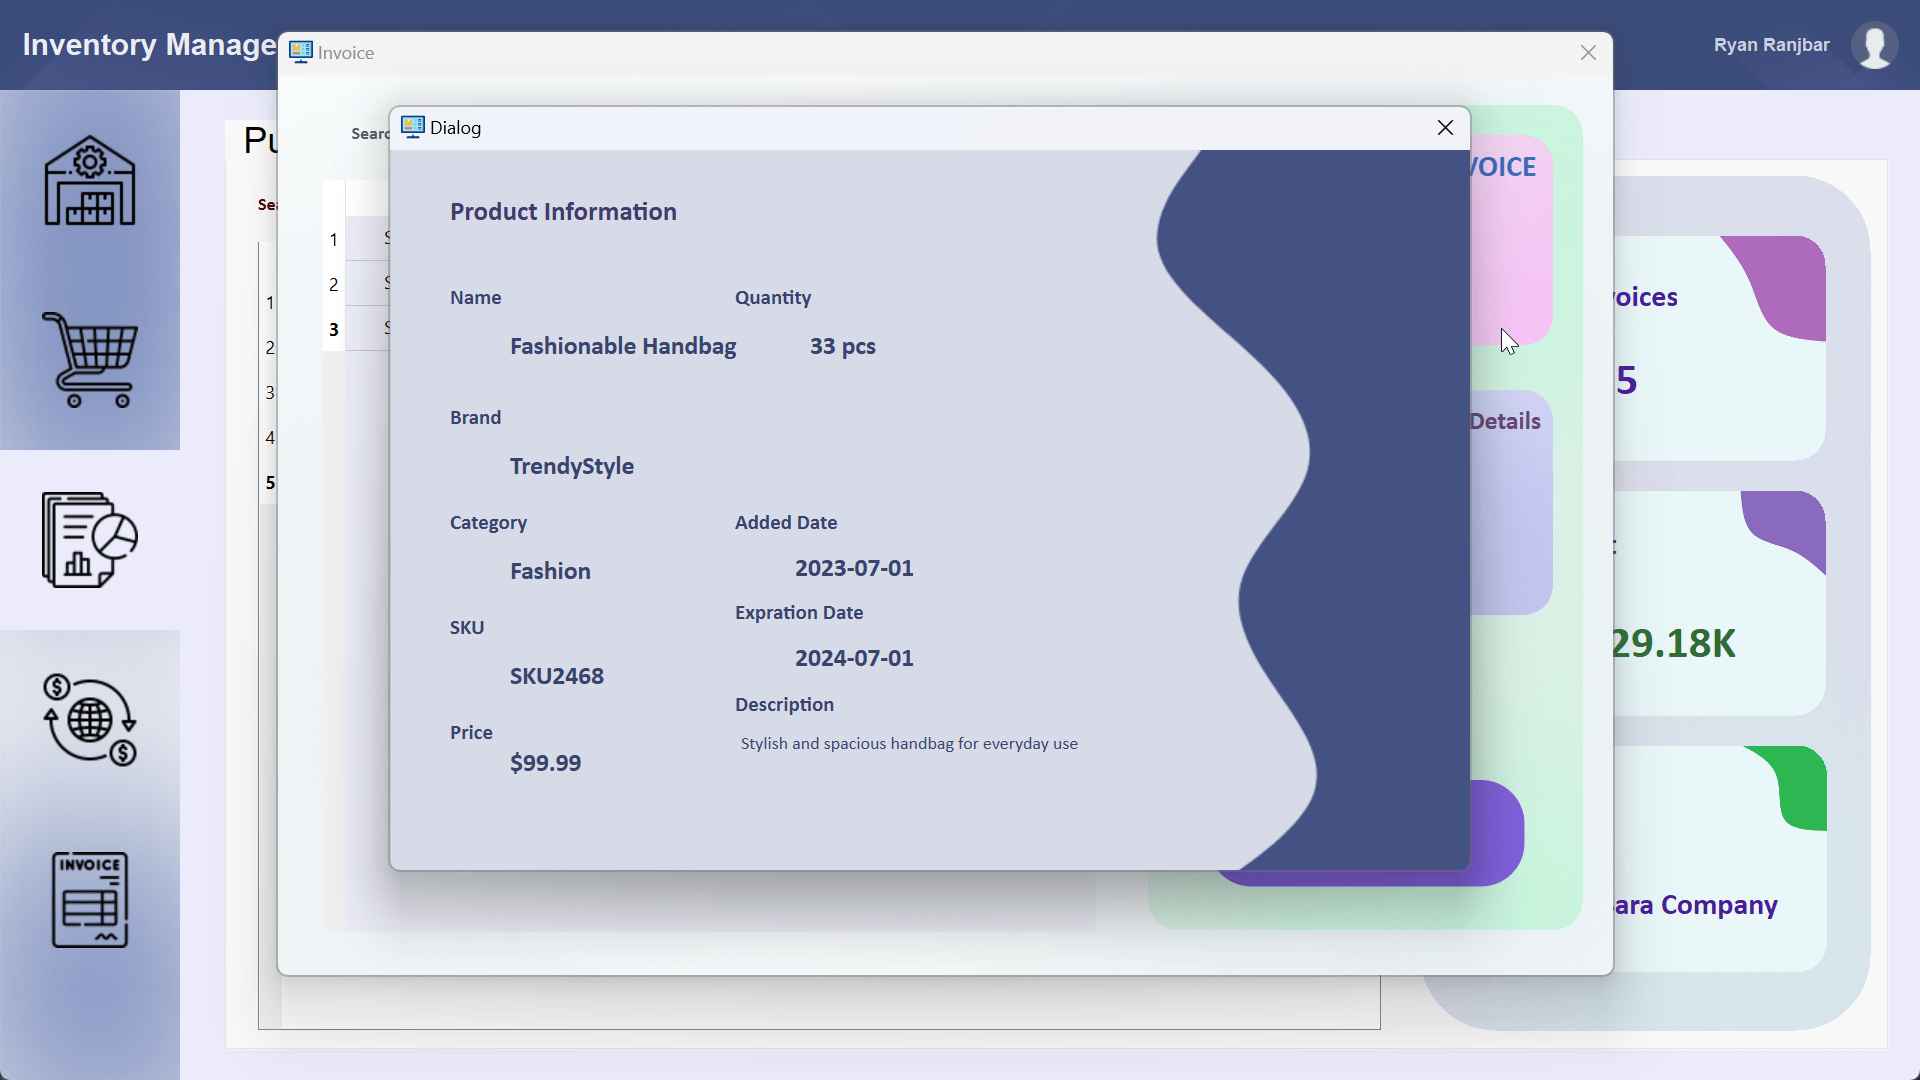 Inventory Manage
Ryan Ranjbar
Invoice
Dialog
Product Information
Name
Quantity
Fashionable Handbag
33 pcs
Brand
TrendyStyle
Category
Added Date
Fashion
2023-07-01
Expration Date
SKU
2024-07-01
SKU2468
Description
Price
Stylish and spacious handbag for everyday use
$99.99
Pu
Searc
Sea
1
2
3
1
2
3
4
5
S
S
S
VOICE
Details
voices
5
29.18K
ara Company
INVOICE